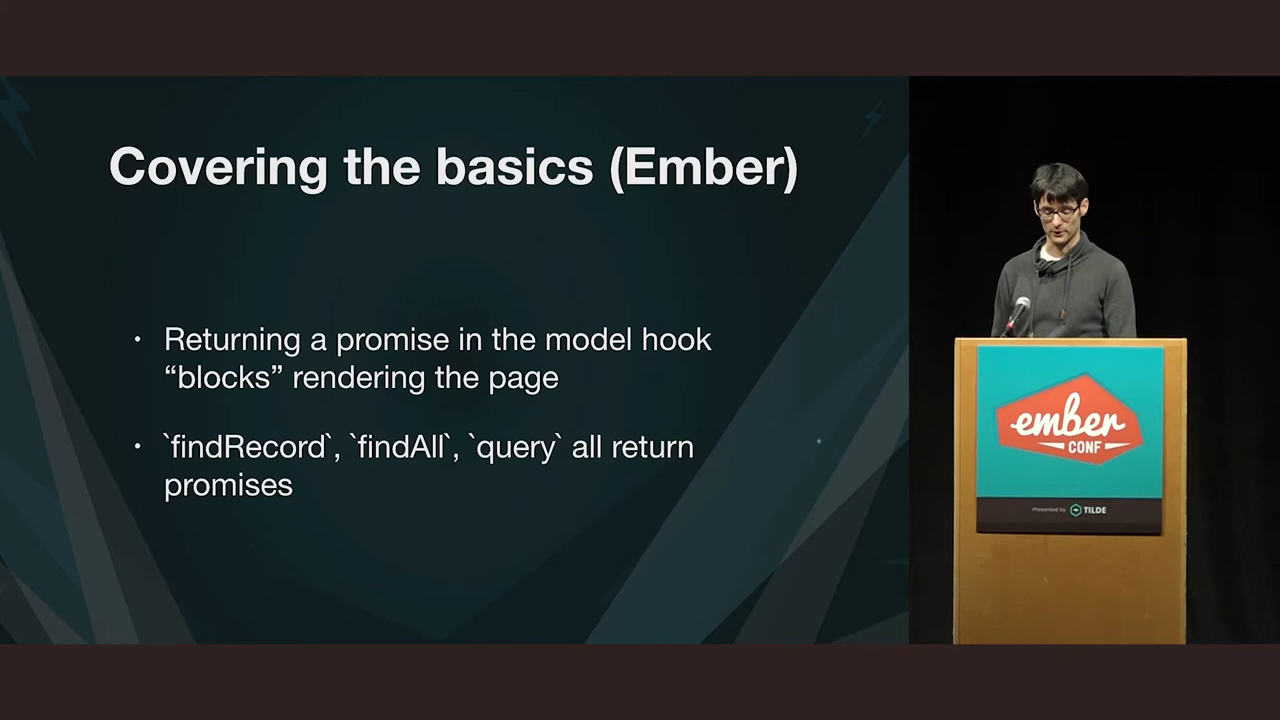 Covering the basics (Ember)
• Returning a promise in the model hook
“blocks” rendering the page
• `findRecord`, `findAll`, `query` all return
promises
ember
CONF
Presented by TILDE